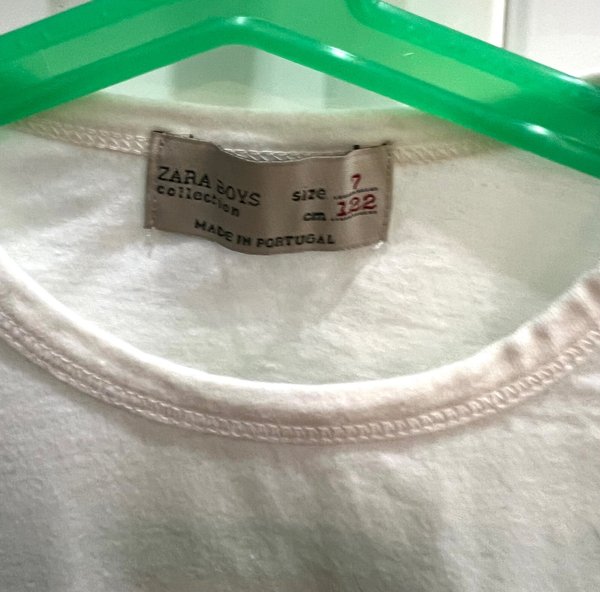 ZARA BOYS
collection
size 7
cm 122
MADE IN PORTUGAL